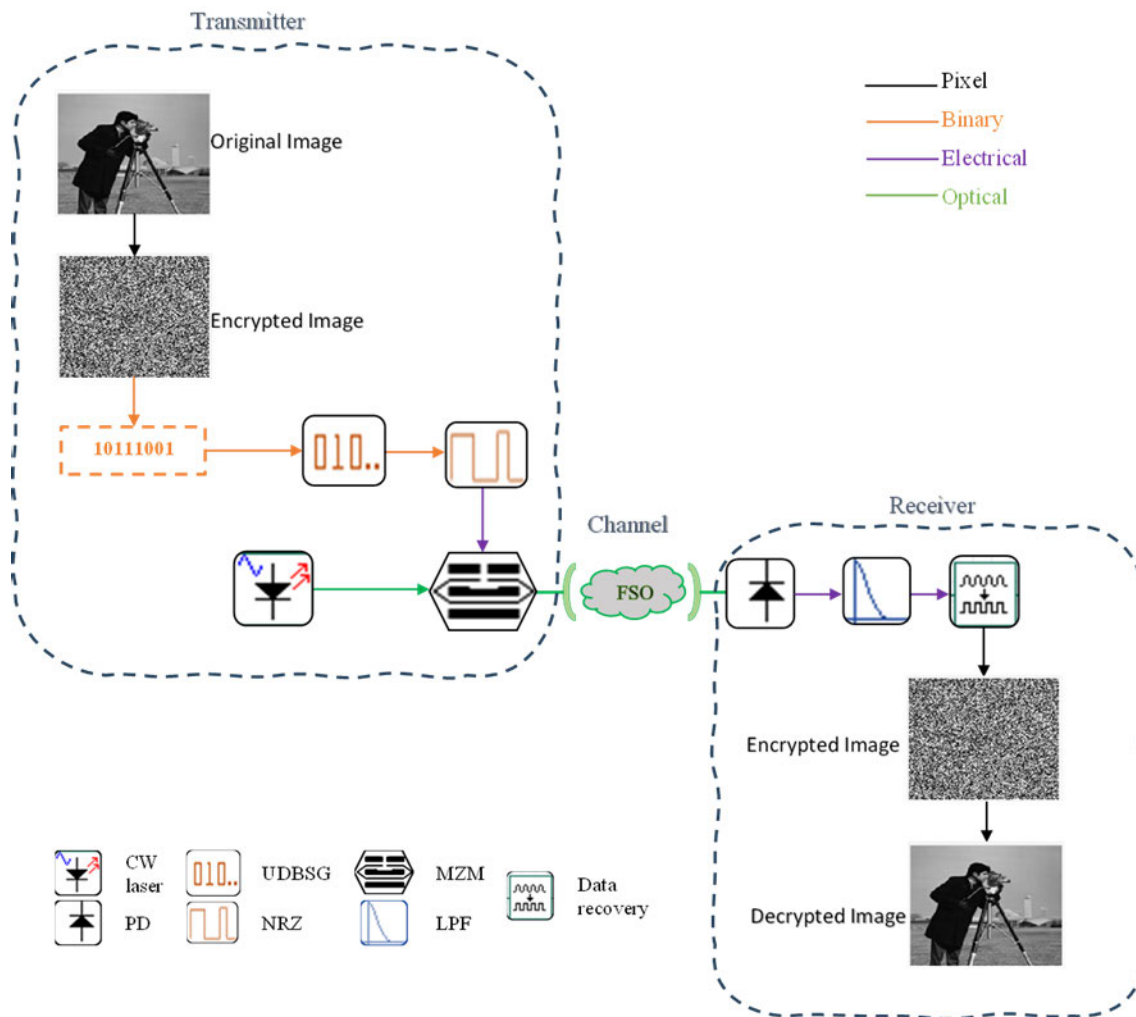 Transmitter
Original Image
Encrypted Image
10111001
010..
Pixel
Binary
Electrical
Optical
Channel
FSO
Receiver
Encrypted Image
Decrypted Image
CW
laser
010..
UDBSG
MZM
Data
recovery
PD
NRZ
LPF